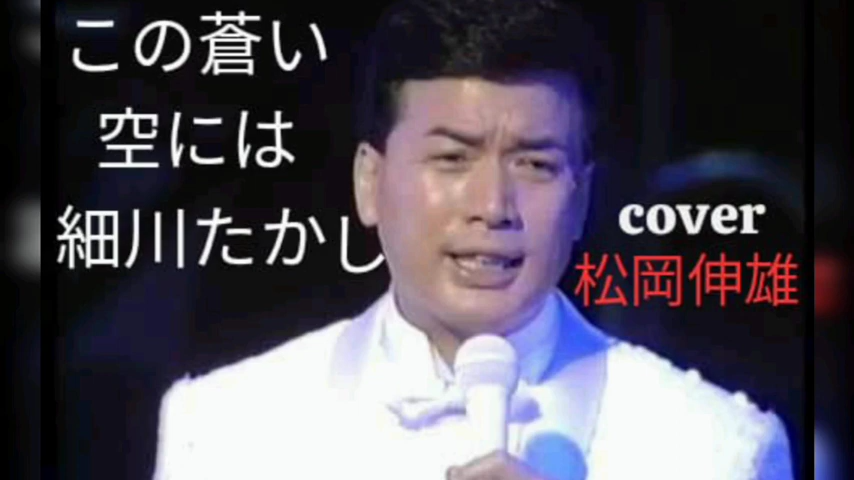 この蒼い
空には
細川たかし
cover
松岡伸雄